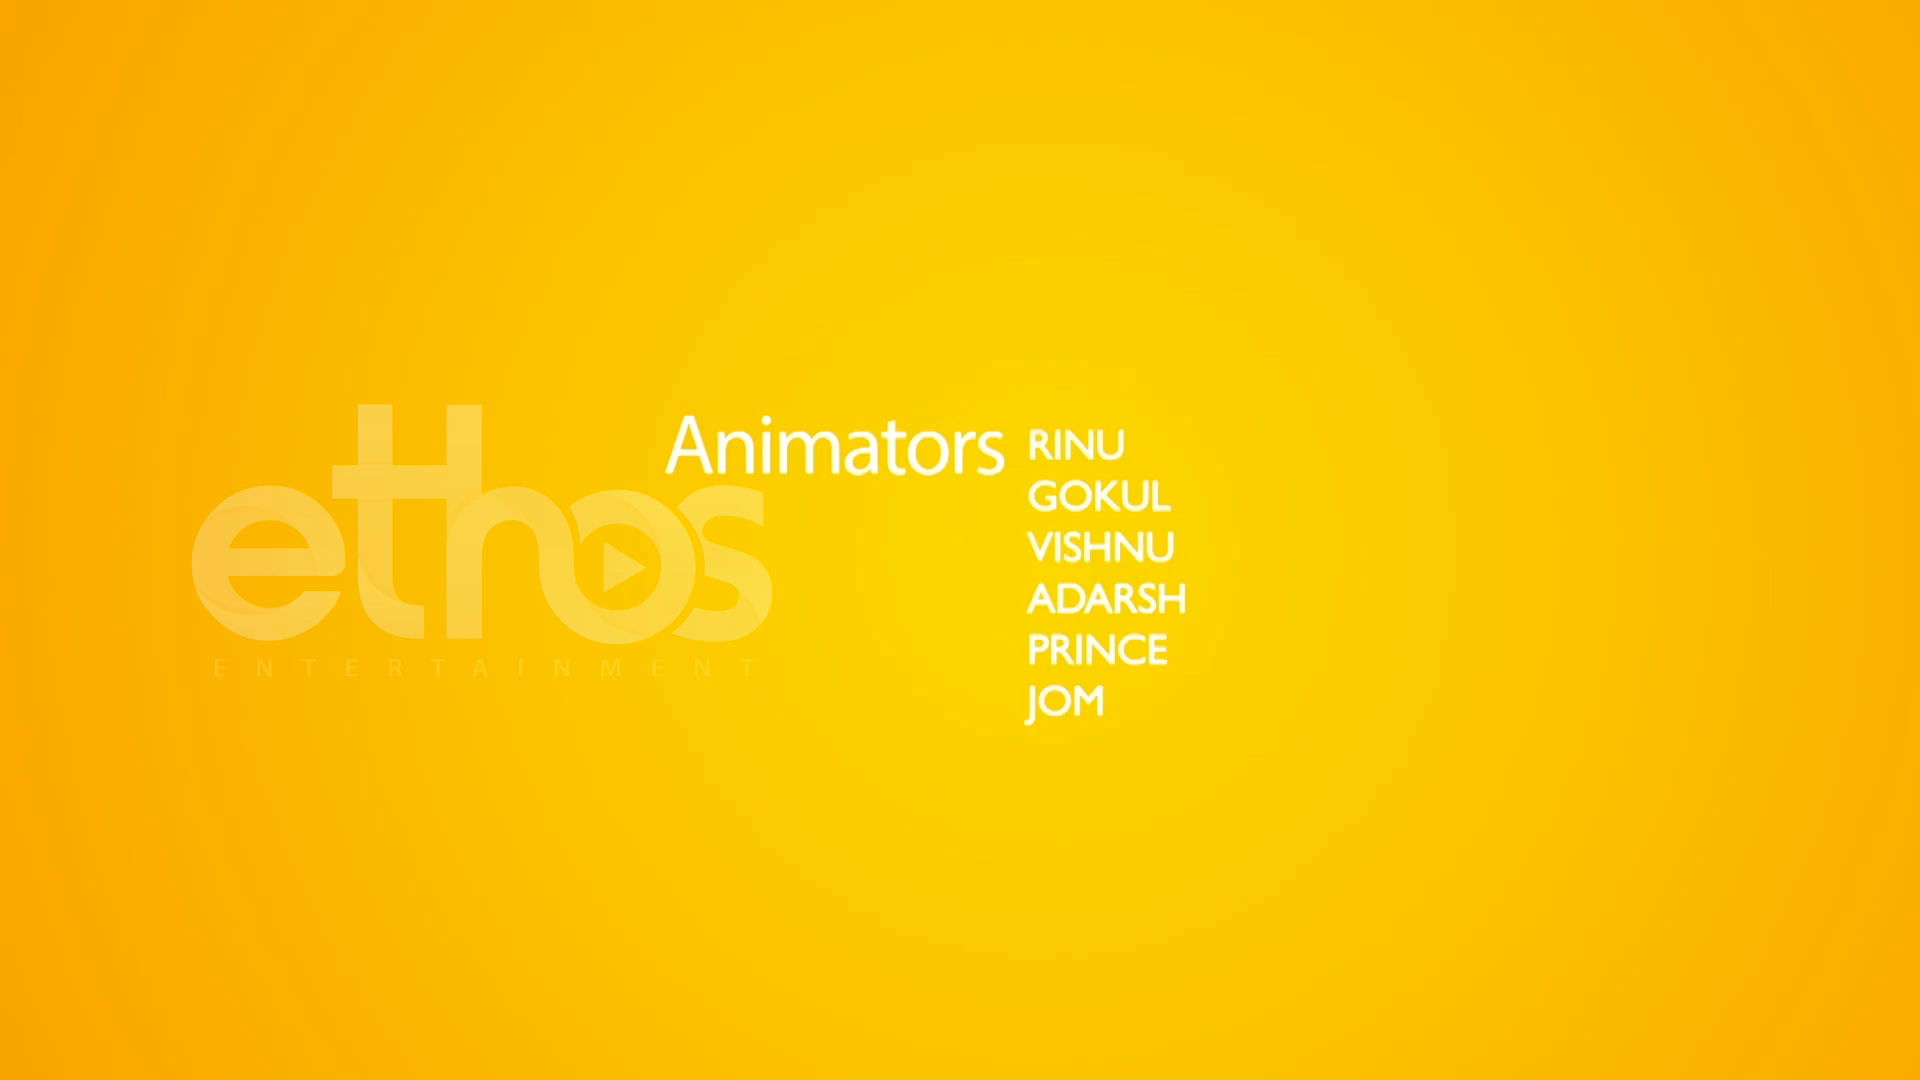 Animators RINU
GOKUL
VISHNU
ADARSH
PRINCE
JOM
ethos
ENTERTAINMENT